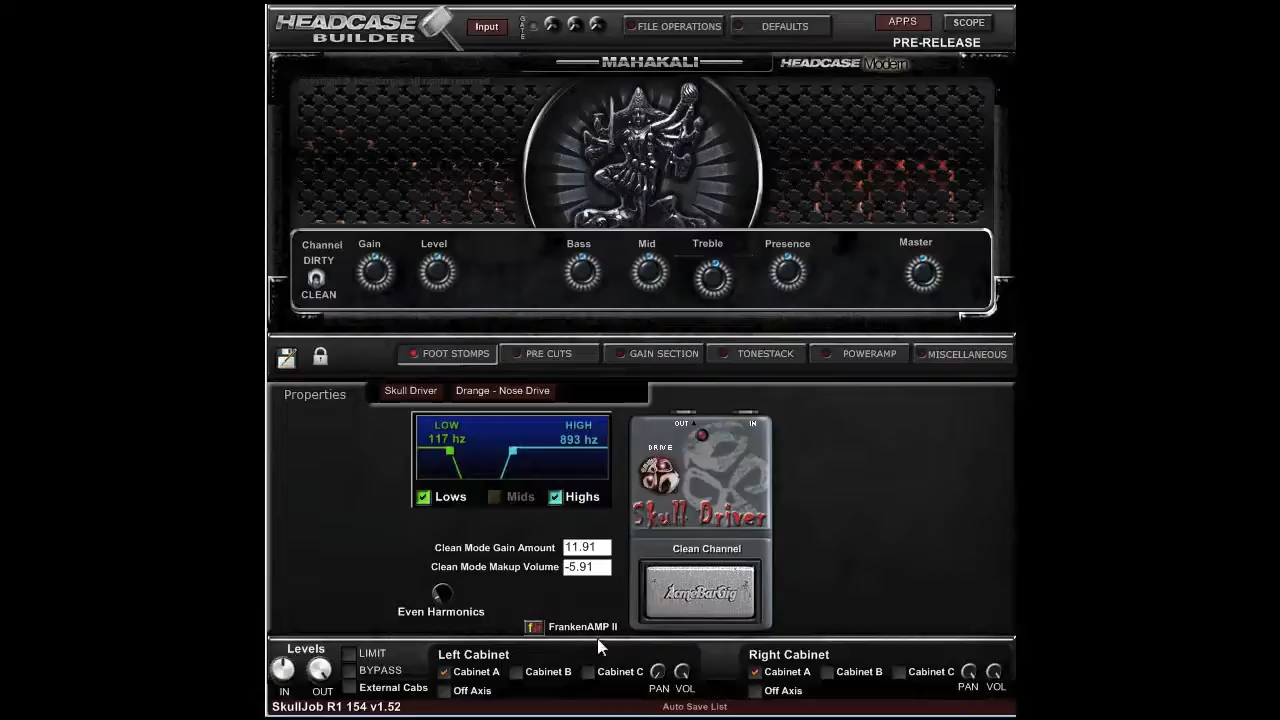 HEADCASE
BUILDER
Input
GATE
FILE OPERATIONS
DEFAULTS
APPS
SCOPE
PRE-RELEASE
MAHAKALI
HEADCASE Modern
Channel
DIRTY
CLEAN
Gain
Level
Bass
Mid
Treble
Presence
Master
FOOT STOMPS
PRE CUTS
GAIN SECTION
TONESTACK
POWERAMP
MISCELLANEOUS
Properties
Skull Driver
Drange - Nose Drive
LOW
117 hz
HIGH
893 hz
Lows
Mids
Highs
OUT
IN
DRIVE
Skull Driver
Clean Channel
AcmeBarGig
Clean Mode Gain Amount 11.91
Clean Mode Makup Volume -5.91
Even Harmonics
FrankenAMP II
Levels
IN
OUT
LIMIT
BYPASS
External Cabs
Left Cabinet
Cabinet A
Cabinet B
Cabinet C
Off Axis
PAN
VOL
Right Cabinet
Cabinet A
Cabinet B
Cabinet C
Off Axis
PAN
VOL
SkullJob R1 154 v1.52
Auto Save List